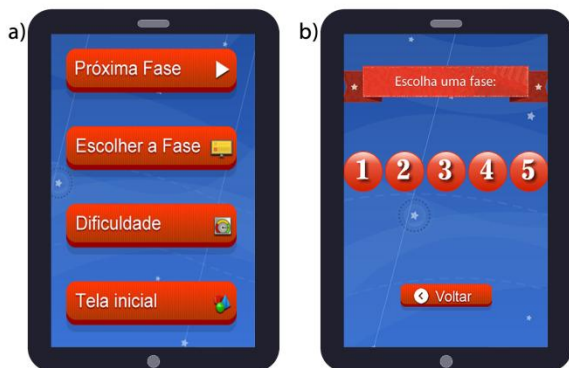 a)
Próxima Fase
Escolher a Fase
Dificuldade
Tela inicial
b)
Escolha uma fase:
1 2 3 4 5
Voltar